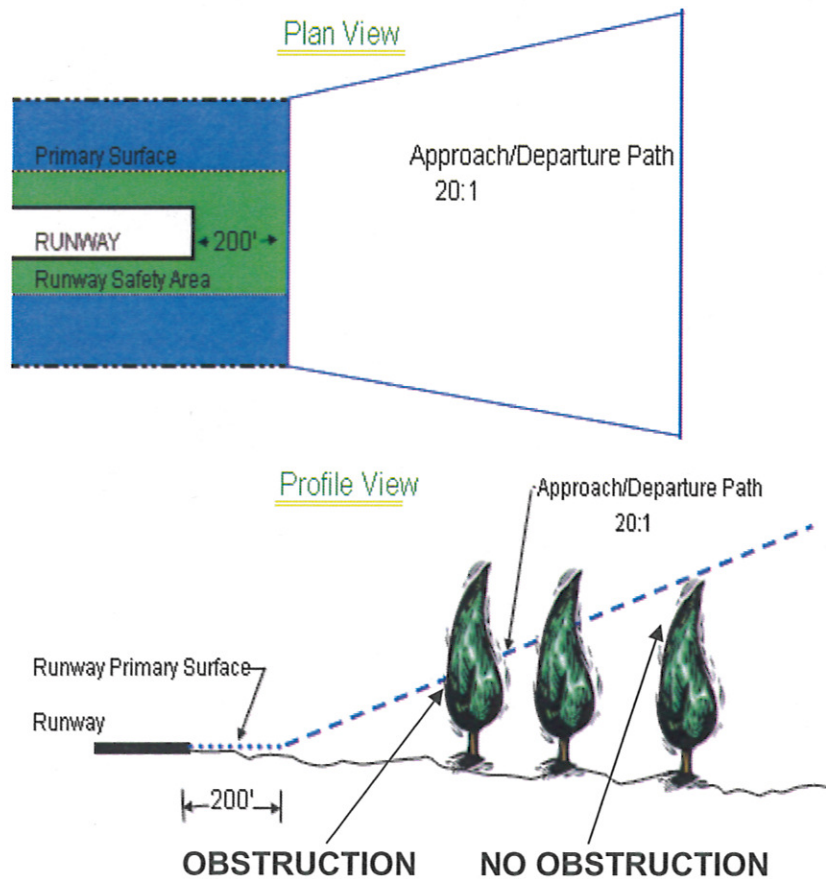 Plan View
Primary Surface
Approach/Departure Path
20:1
RUNWAY
200'
Runway Safety Area
Profile View
Approach/Departure Path
20:1
Runway Primary Surface
Runway
200'
OBSTRUCTION
NO OBSTRUCTION